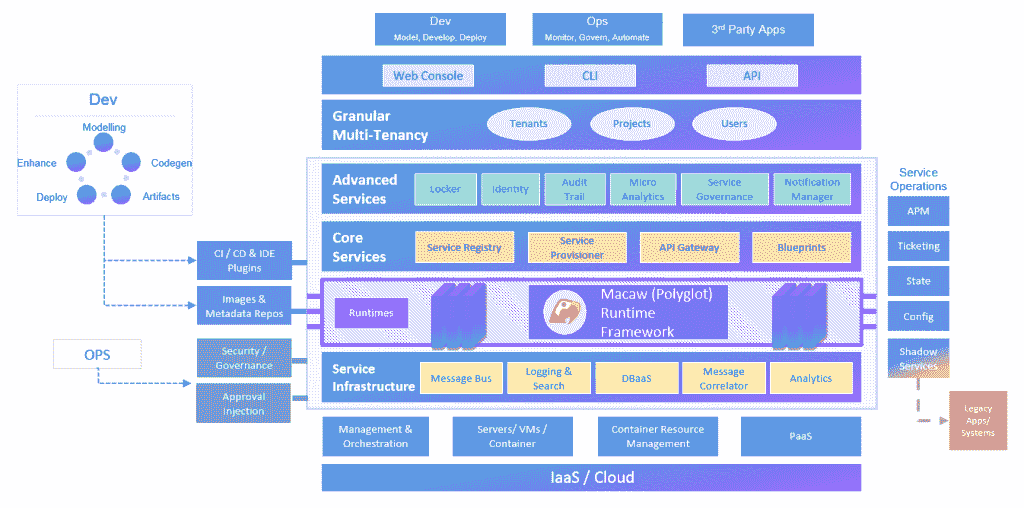 Dev
Model, Develop, Deploy
Ops
Monitor, Govern, Automate
3rd Party Apps
Web Console
CLI
API
Granular
Multi-Tenancy
Tenants
Projects
Users
Dev
Modelling
Enhance
Codegen
Deploy
Artifacts
Advanced
Services
Locker
Identity
Audit
Trail
Micro
Analytics
Service
Governance
Notification
Manager
Service
Operations
APM
Ticketing
State
Config
Shadow
Services
Legacy
Apps/
Systems
Core
Services
Service Registry
Service
Provisioner
API Gateway
Blueprints
CI / CD & IDE
Plugins
Images &
Metadata Repos
Runtimes
Macaw (Polyglot)
Runtime
Framework
OPS
Security /
Governance
Approval
Injection
Service
Infrastructure
Message Bus
Logging &
Search
DBaaS
Message
Correlator
Analytics
Management &
Orchestration
Servers/ VMs /
Container
Container Resource
Management
PaaS
IaaS / Cloud